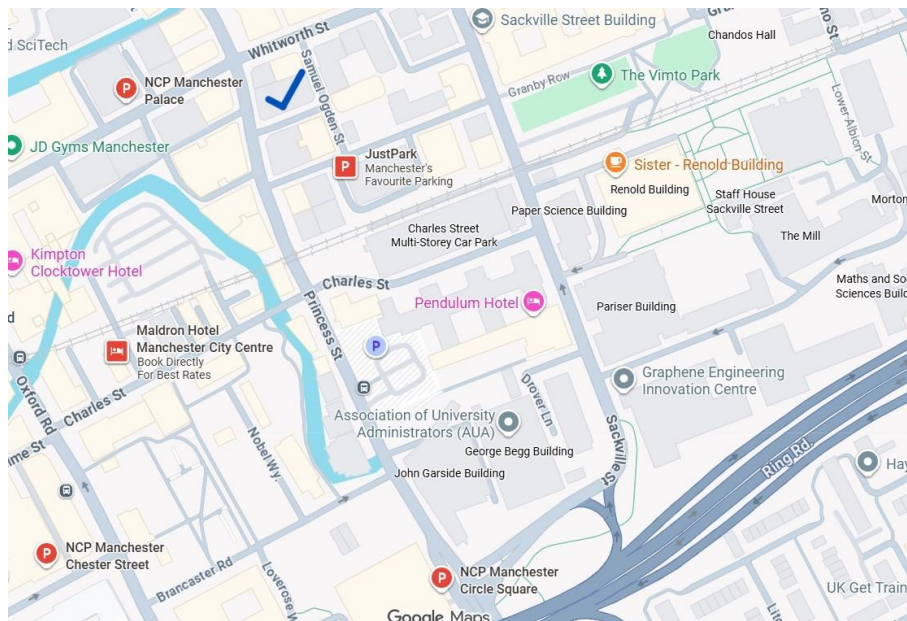 Sackville Street Building
Chandos Hall
d SciTech
Whitworth St
NCP Manchester
Palace
Samuel Ogden St
Granby Row
The Vimto Park
Lower Albion St
JD Gyms Manchester
JustPark
Manchester's
Favourite Parking
Sister - Renold Building
Renold Building
Staff House
Sackville Street
Morton
Paper Science Building
Charles Street
Multi-Storey Car Park
The Mill
Kimpton
Clocktower Hotel
Charles St
Princess St
Pendulum Hotel
Pariser Building
Maths and So
Sciences Build
d
P
Maldron Hotel
Manchester City Centre
Book Directly
For Best Rates
Oxford Rd
Charles St
Graphene Engineering
Innovation Centre
Drover Ln
Association of University
Administrators (AUA)
George Begg Building
Sackville St
Nobel Wy.
John Garside Building
Ring Rd.
Hay
me St
NCP Manchester
Chester Street
Brancaster Rd
Loverose W
NCP Manchester
Circle Square
UK Get Train
Google Maps